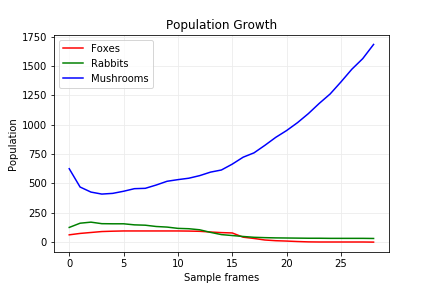 Population Growth
Foxes
Rabbits
Mushrooms
Population
1750
1500
1250
1000
750
500
250
0
0 5 10 15 20 25
Sample frames